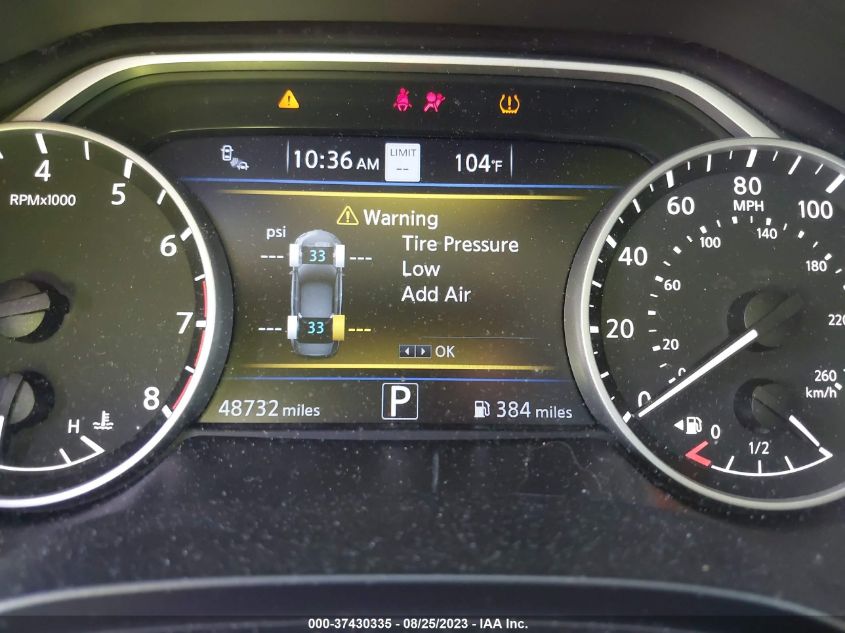 10:36 AM
LIMIT
--
104°F
4
5
6
7
8
RPMx1000
H
Warning
psi
Tire Pressure
Low
Add Air
--- 33 ---
--- 33 ---
OK
48732 miles
P
384 miles
0
20
40
60
80
100
MPH
0
20
60
100
140
180
220
260
km/h
0
1/2
000-37430335 - 08/25/2023 - IAA Inc.